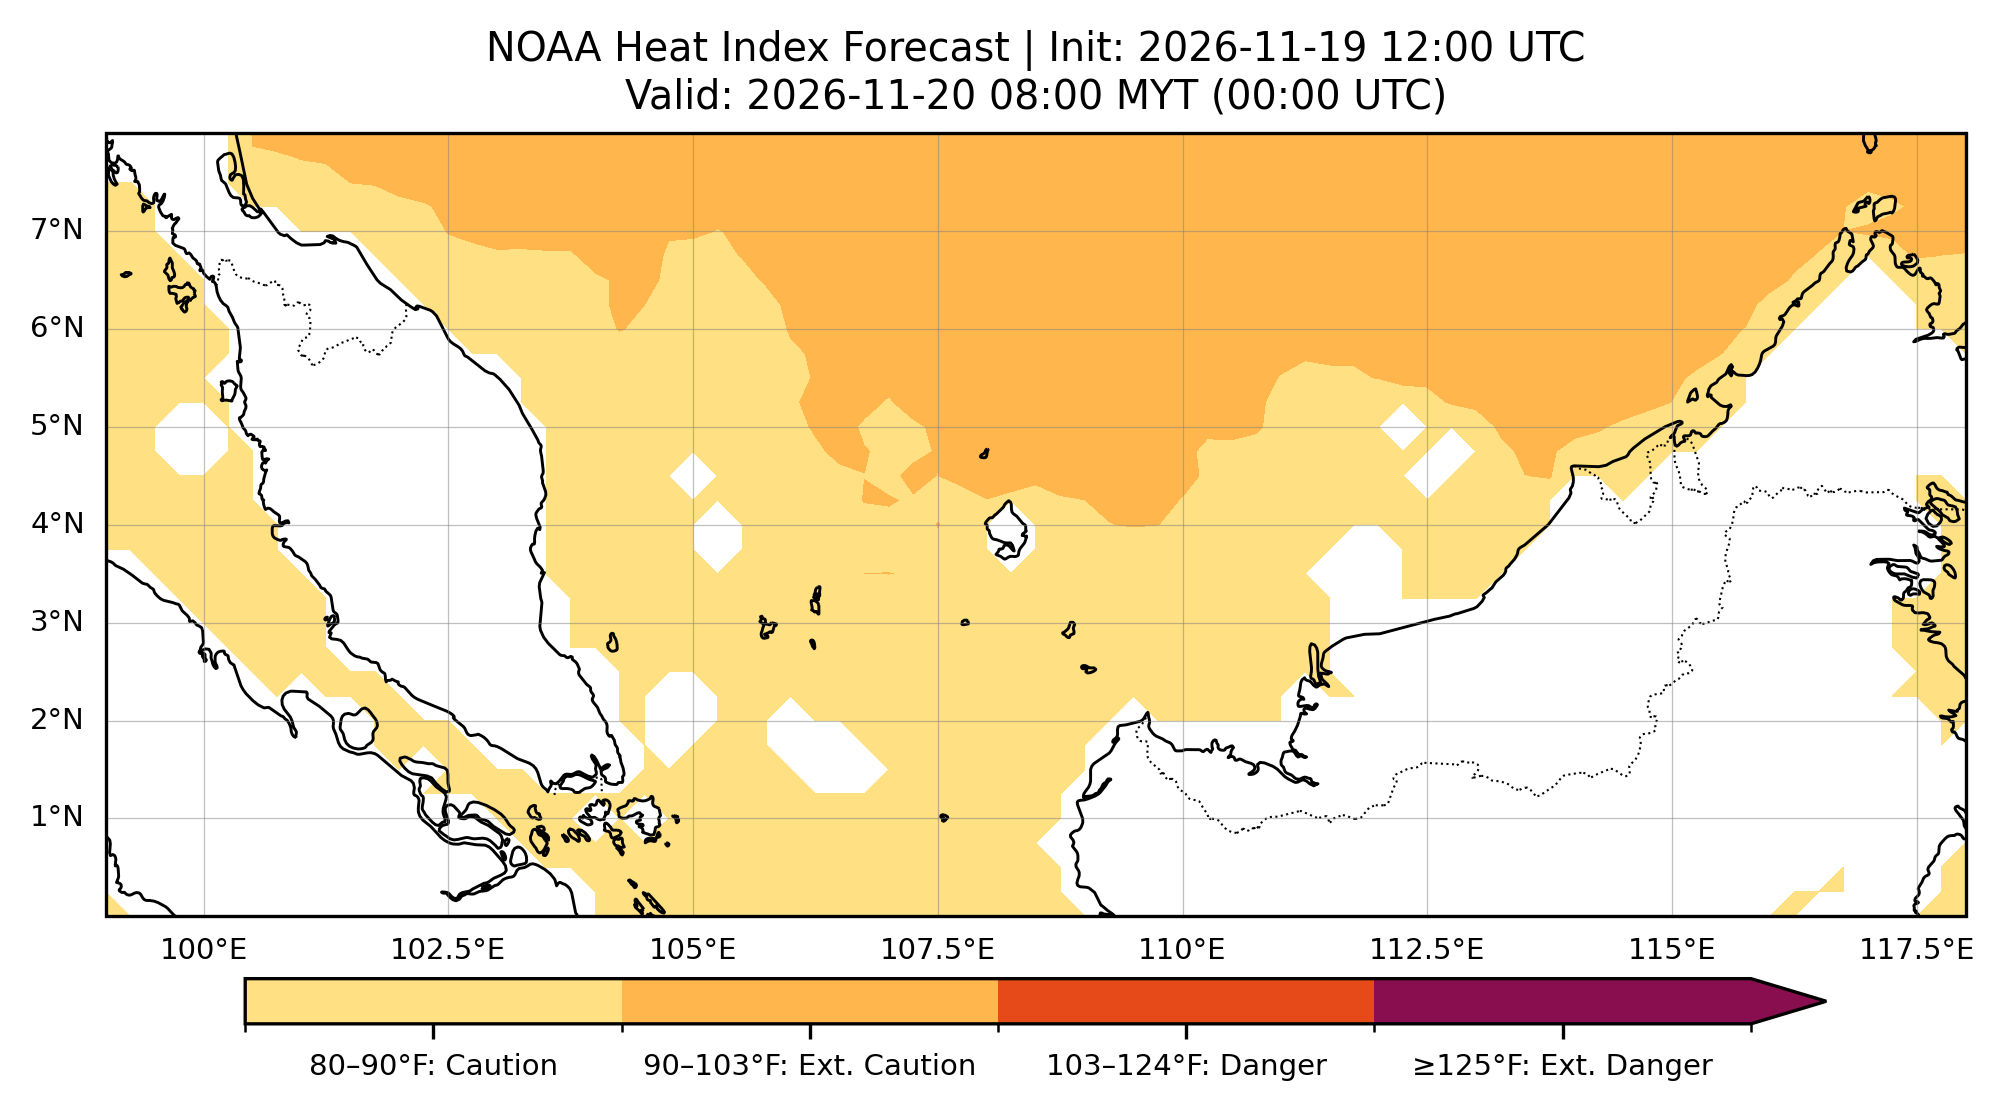 NOAA Heat Index Forecast | Init: 2026-11-19 12:00 UTC
Valid: 2026-11-20 08:00 MYT (00:00 UTC)
7°N
6°N
5°N
4°N
3°N
2°N
1°N
100°E
102.5°E
105°E
107.5°E
110°E
112.5°E
115°E
117.5°E
80–90°F: Caution
90–103°F: Ext. Caution
103–124°F: Danger
≥125°F: Ext. Danger